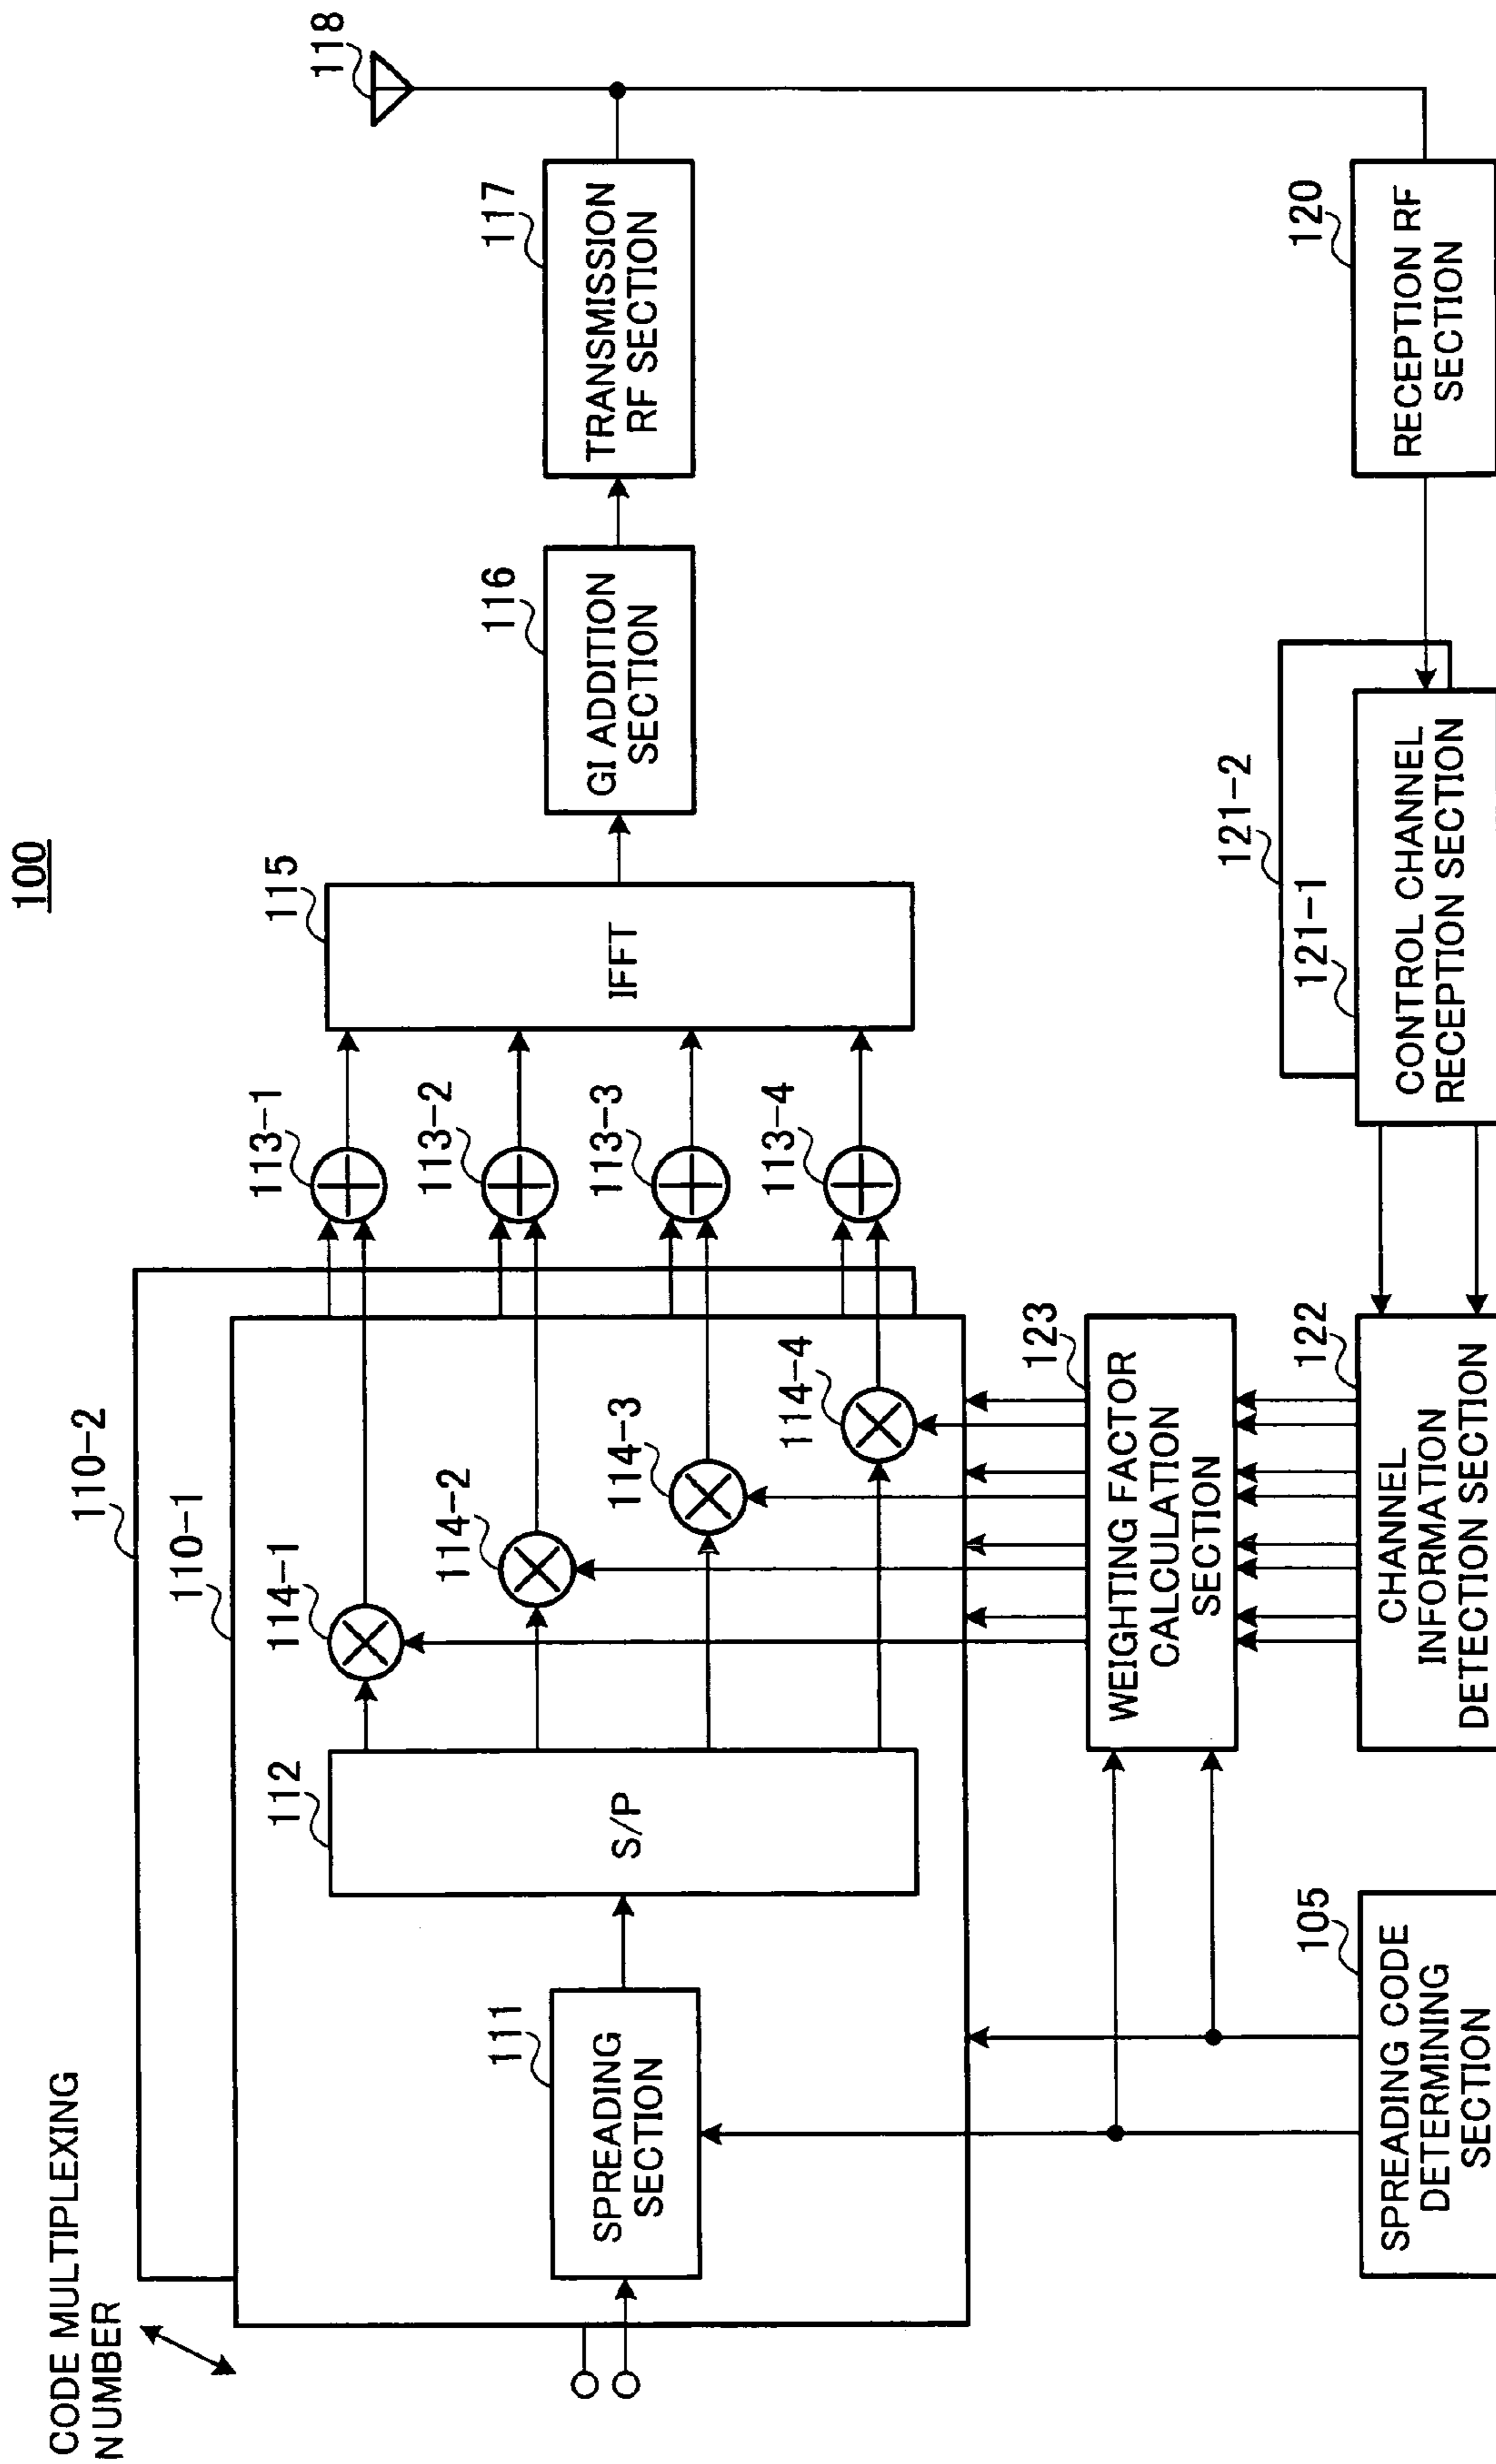 100
CODE MULTIPLEXING
NUMBER
110-2
110-1
111
SPREADING
SECTION
112
S/P
114-1
114-2
114-3
114-4
113-1
113-2
113-3
113-4
115
IFFT
116
GI ADDITION
SECTION
117
TRANSMISSION
RF SECTION
118
105
SPREADING CODE
DETERMINING
SECTION
123
WEIGHTING FACTOR
CALCULATION
SECTION
122
CHANNEL
INFORMATION
DETECTION SECTION
121-2
121-1
CONTROL CHANNEL
RECEPTION SECTION
120
RECEPTION RF
SECTION